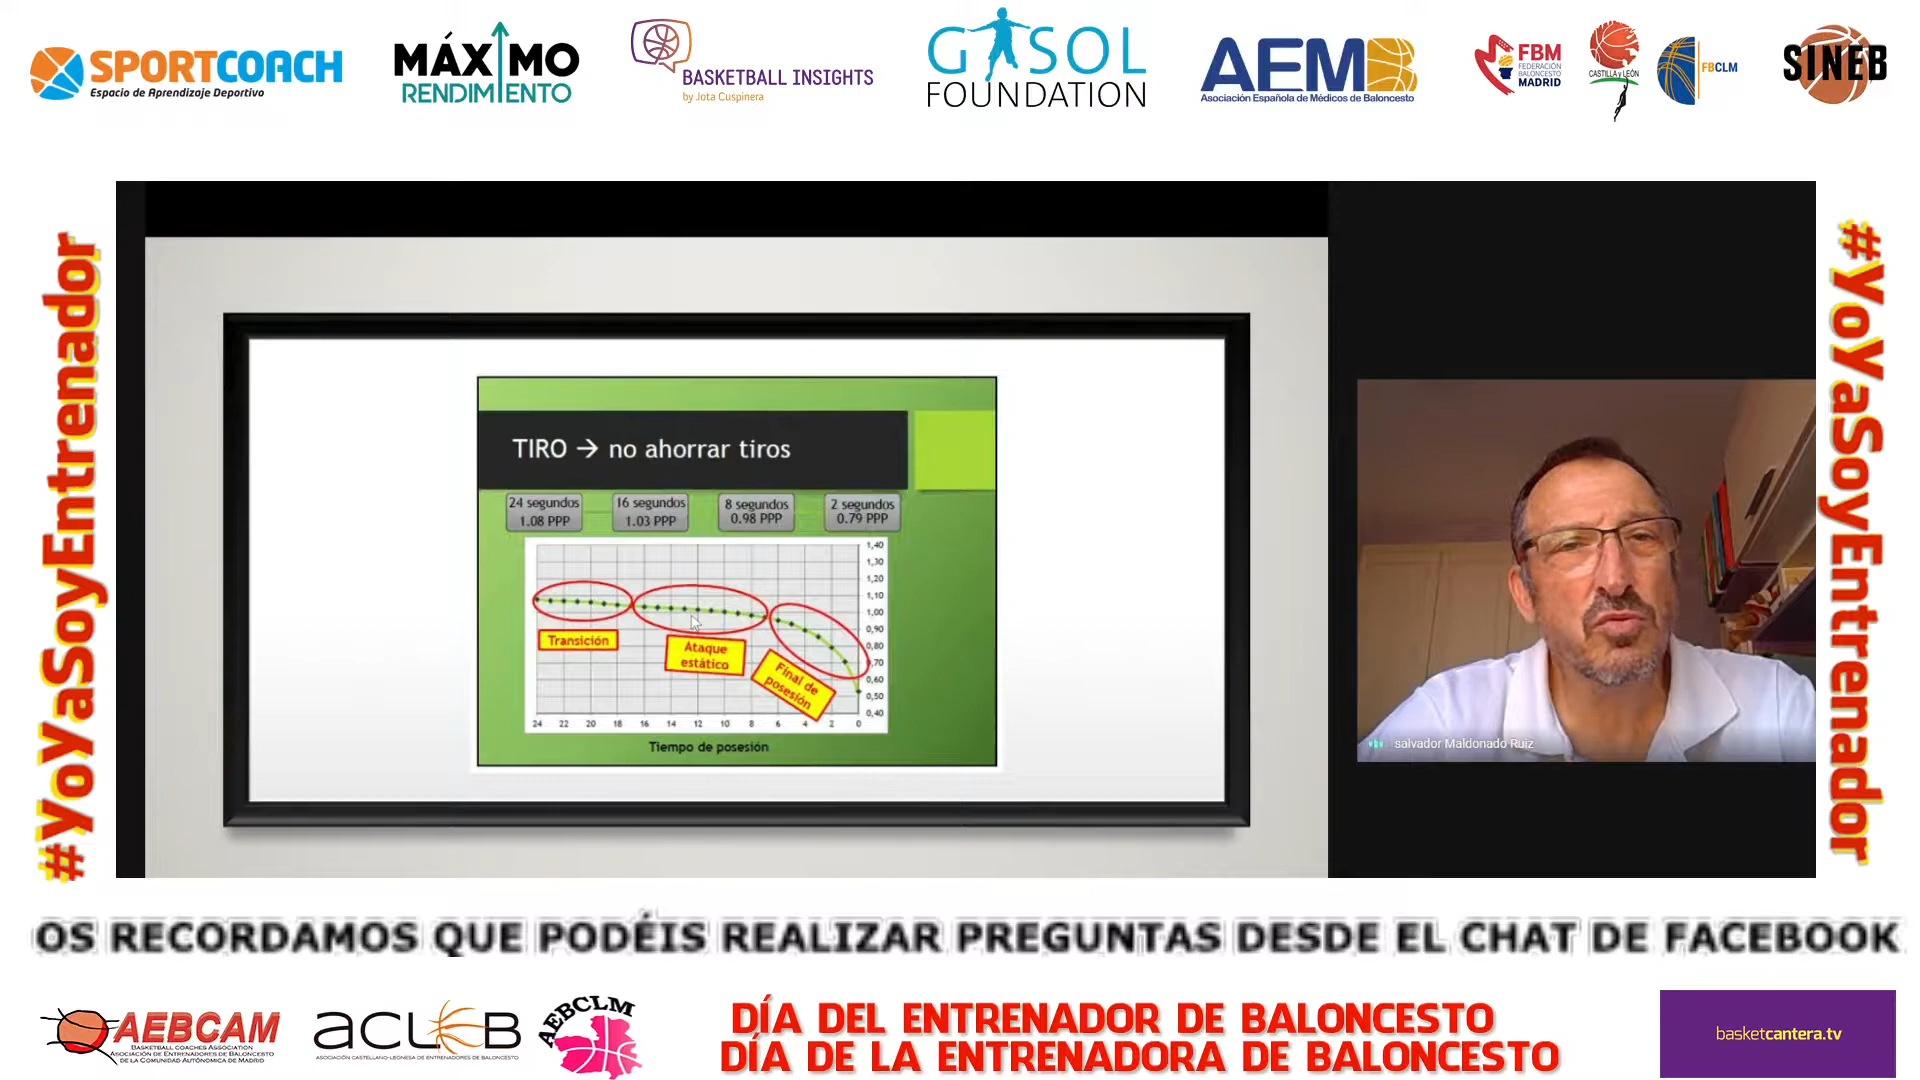 SPORTCOACH
Espacio de Aprendizaje Deportivo
MÁXIMO
RENDIMIENTO
BASKETBALL INSIGHTS
by Jota Cuspinera
GASOL
FOUNDATION
AEMB
Asociación Española de Médicos de Baloncesto
FBM
FEDERACIÓN
BALONCESTO
MADRID
CASTILLA y LEÓN
FBCLM
SINEB
#YoYaSoyEntrenador
TIRO → no ahorrar tiros
24 segundos
1.08 PPP
16 segundos
1.03 PPP
8 segundos
0.98 PPP
2 segundos
0.79 PPP
1,40
1,30
1,20
1,10
1,00
0,90
0,80
0,70
0,60
0,50
0,40
Transición
Ataque
estático
Final de
posesión
24 22 20 18 16 14 12 10 8 6 4 2 0
Tiempo de posesión
salvador Maldonado Ruiz
#YoYaSoyEntrenador
OS RECORDAMOS QUE PODÉIS REALIZAR PREGUNTAS DESDE EL CHAT DE FACEBOOK
AEBCAM
BASKETBALL COACHES ASSOCIATION
ASOCIACIÓN DE ENTRENADORES DE BALONCESTO
DE LA COMUNIDAD AUTÓNOMICA DE MADRID
ACLEB
ASOCIACIÓN CASTELLANO-LEONESA DE ENTRENADORES DE BALONCESTO
AEBCLM
DÍA DEL ENTRENADOR DE BALONCESTO
DÍA DE LA ENTRENADORA DE BALONCESTO
basketcantera.tv